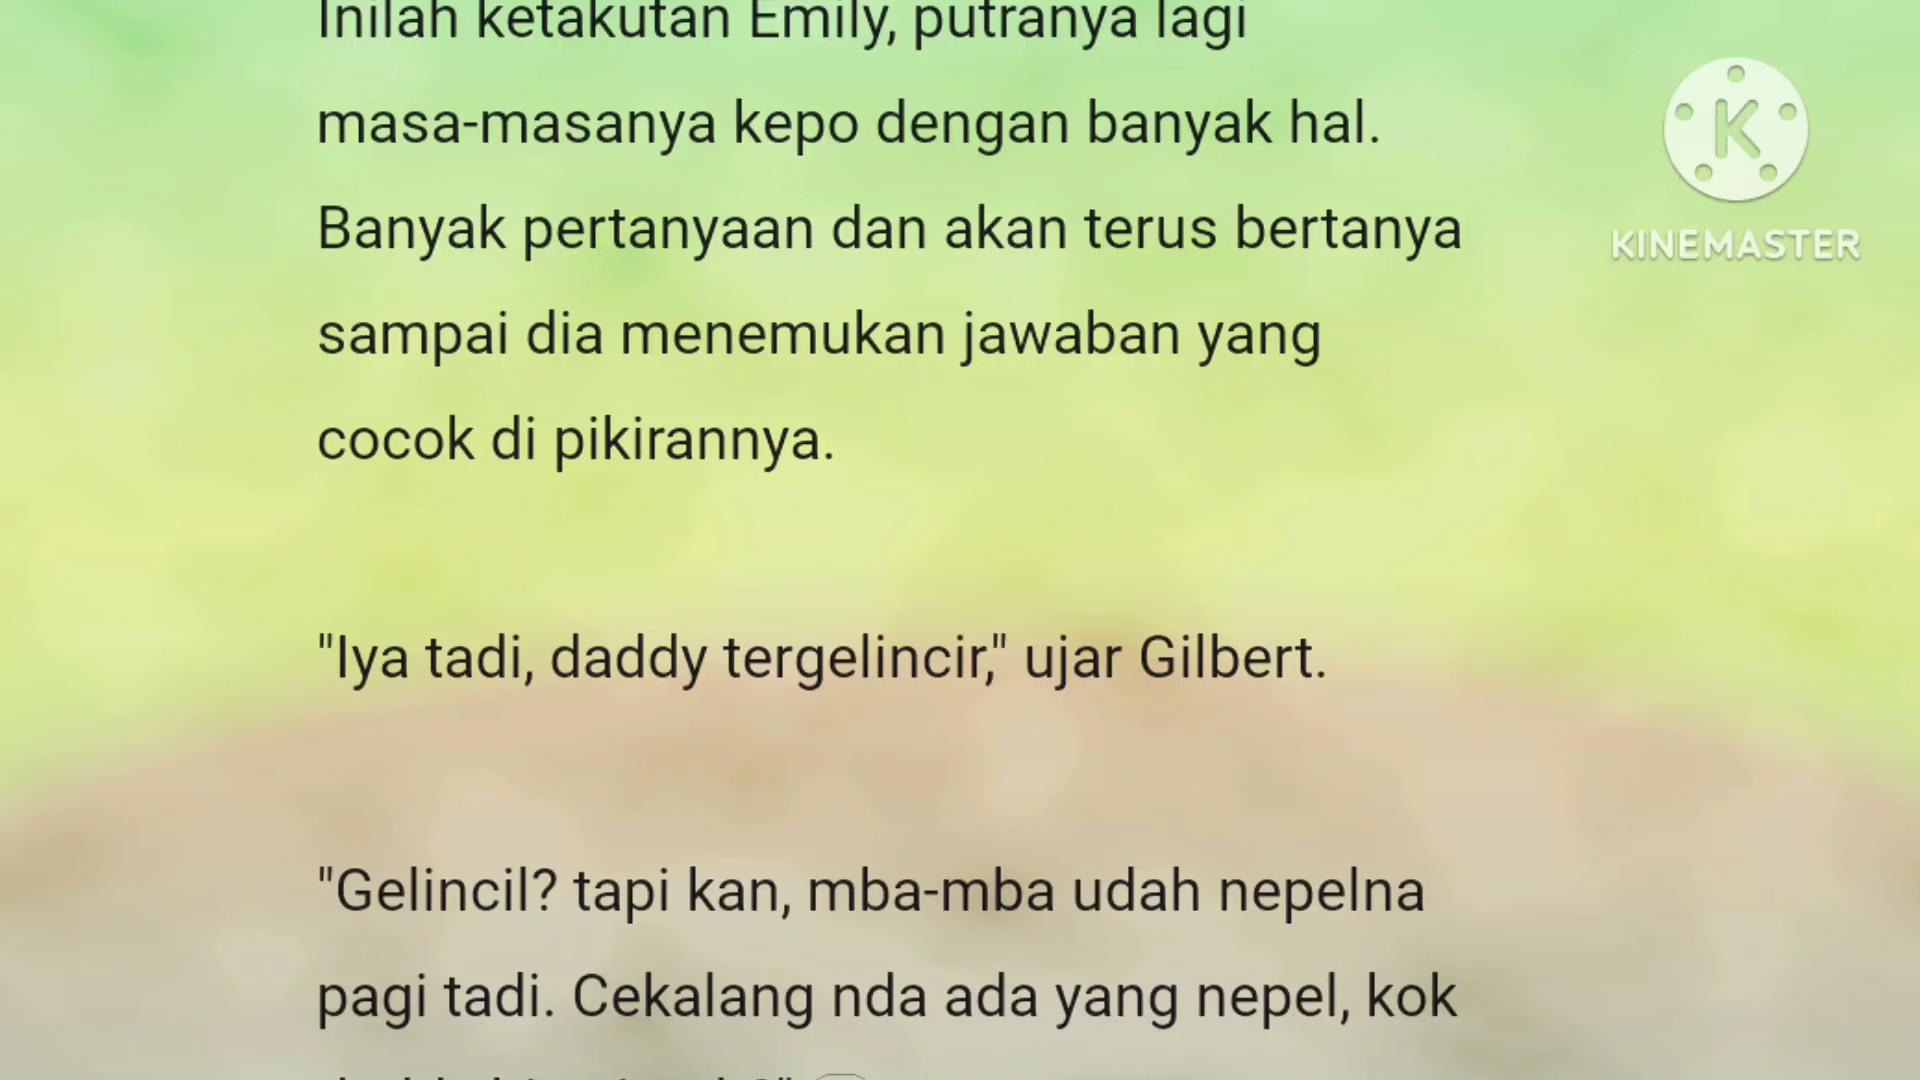 Inilah ketakutan Emily, putranya lagi
masa-masanya kepo dengan banyak hal.
Banyak pertanyaan dan akan terus bertanya
sampai dia menemukan jawaban yang
cocok di pikirannya.
"Iya tadi, daddy tergelincir," ujar Gilbert.
"Gelincil? tapi kan, mba-mba udah nepelna
pagi tadi. Cekalang nda ada yang nepel, kok
K
KINEMASTER